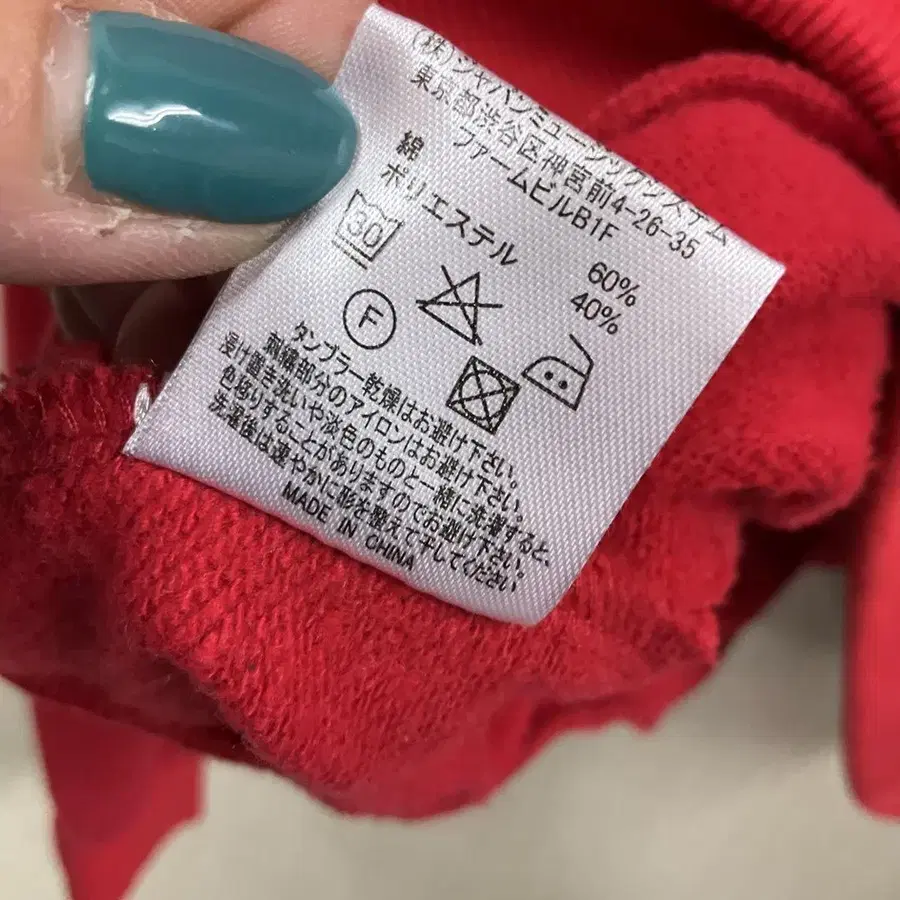 (株)ジャパンミュージックシステム
東京都渋谷区神宮前4-26-35
ファームビルB1F
綿 60%
ポリエステル 40%
30
F
タンブラー乾燥はお避け下さい。
刺繍部分のアイロンはお避け下さい。
浸け置き洗いや淡色のものと一緒に洗着すると、
色移りすることがありますのでお避け下さい。
洗濯後は速やかに形を整えて干してください
MADE IN CHINA